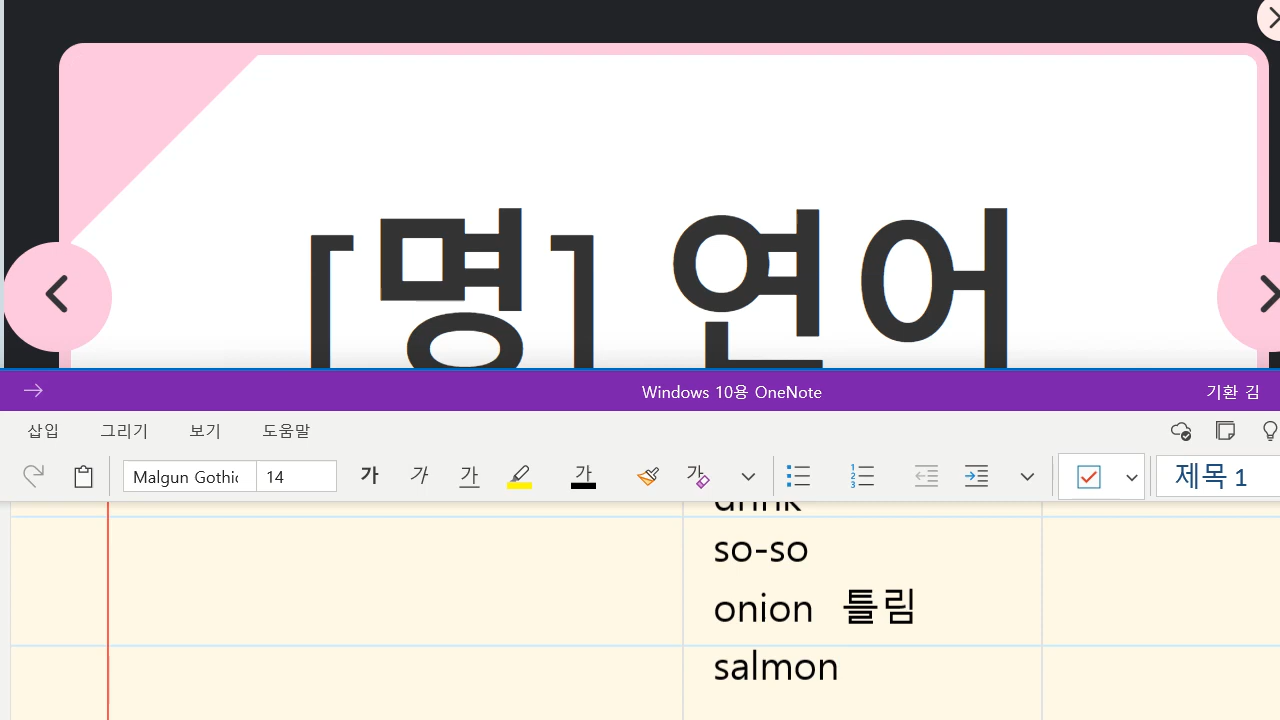 [명] 연어
Windows 10용 OneNote
기환 김
삽입 그리기 보기 도움말
Malgun Gothic 14 가 가 가 가 가 제목 1
drink
so-so
onion 틀림
salmon